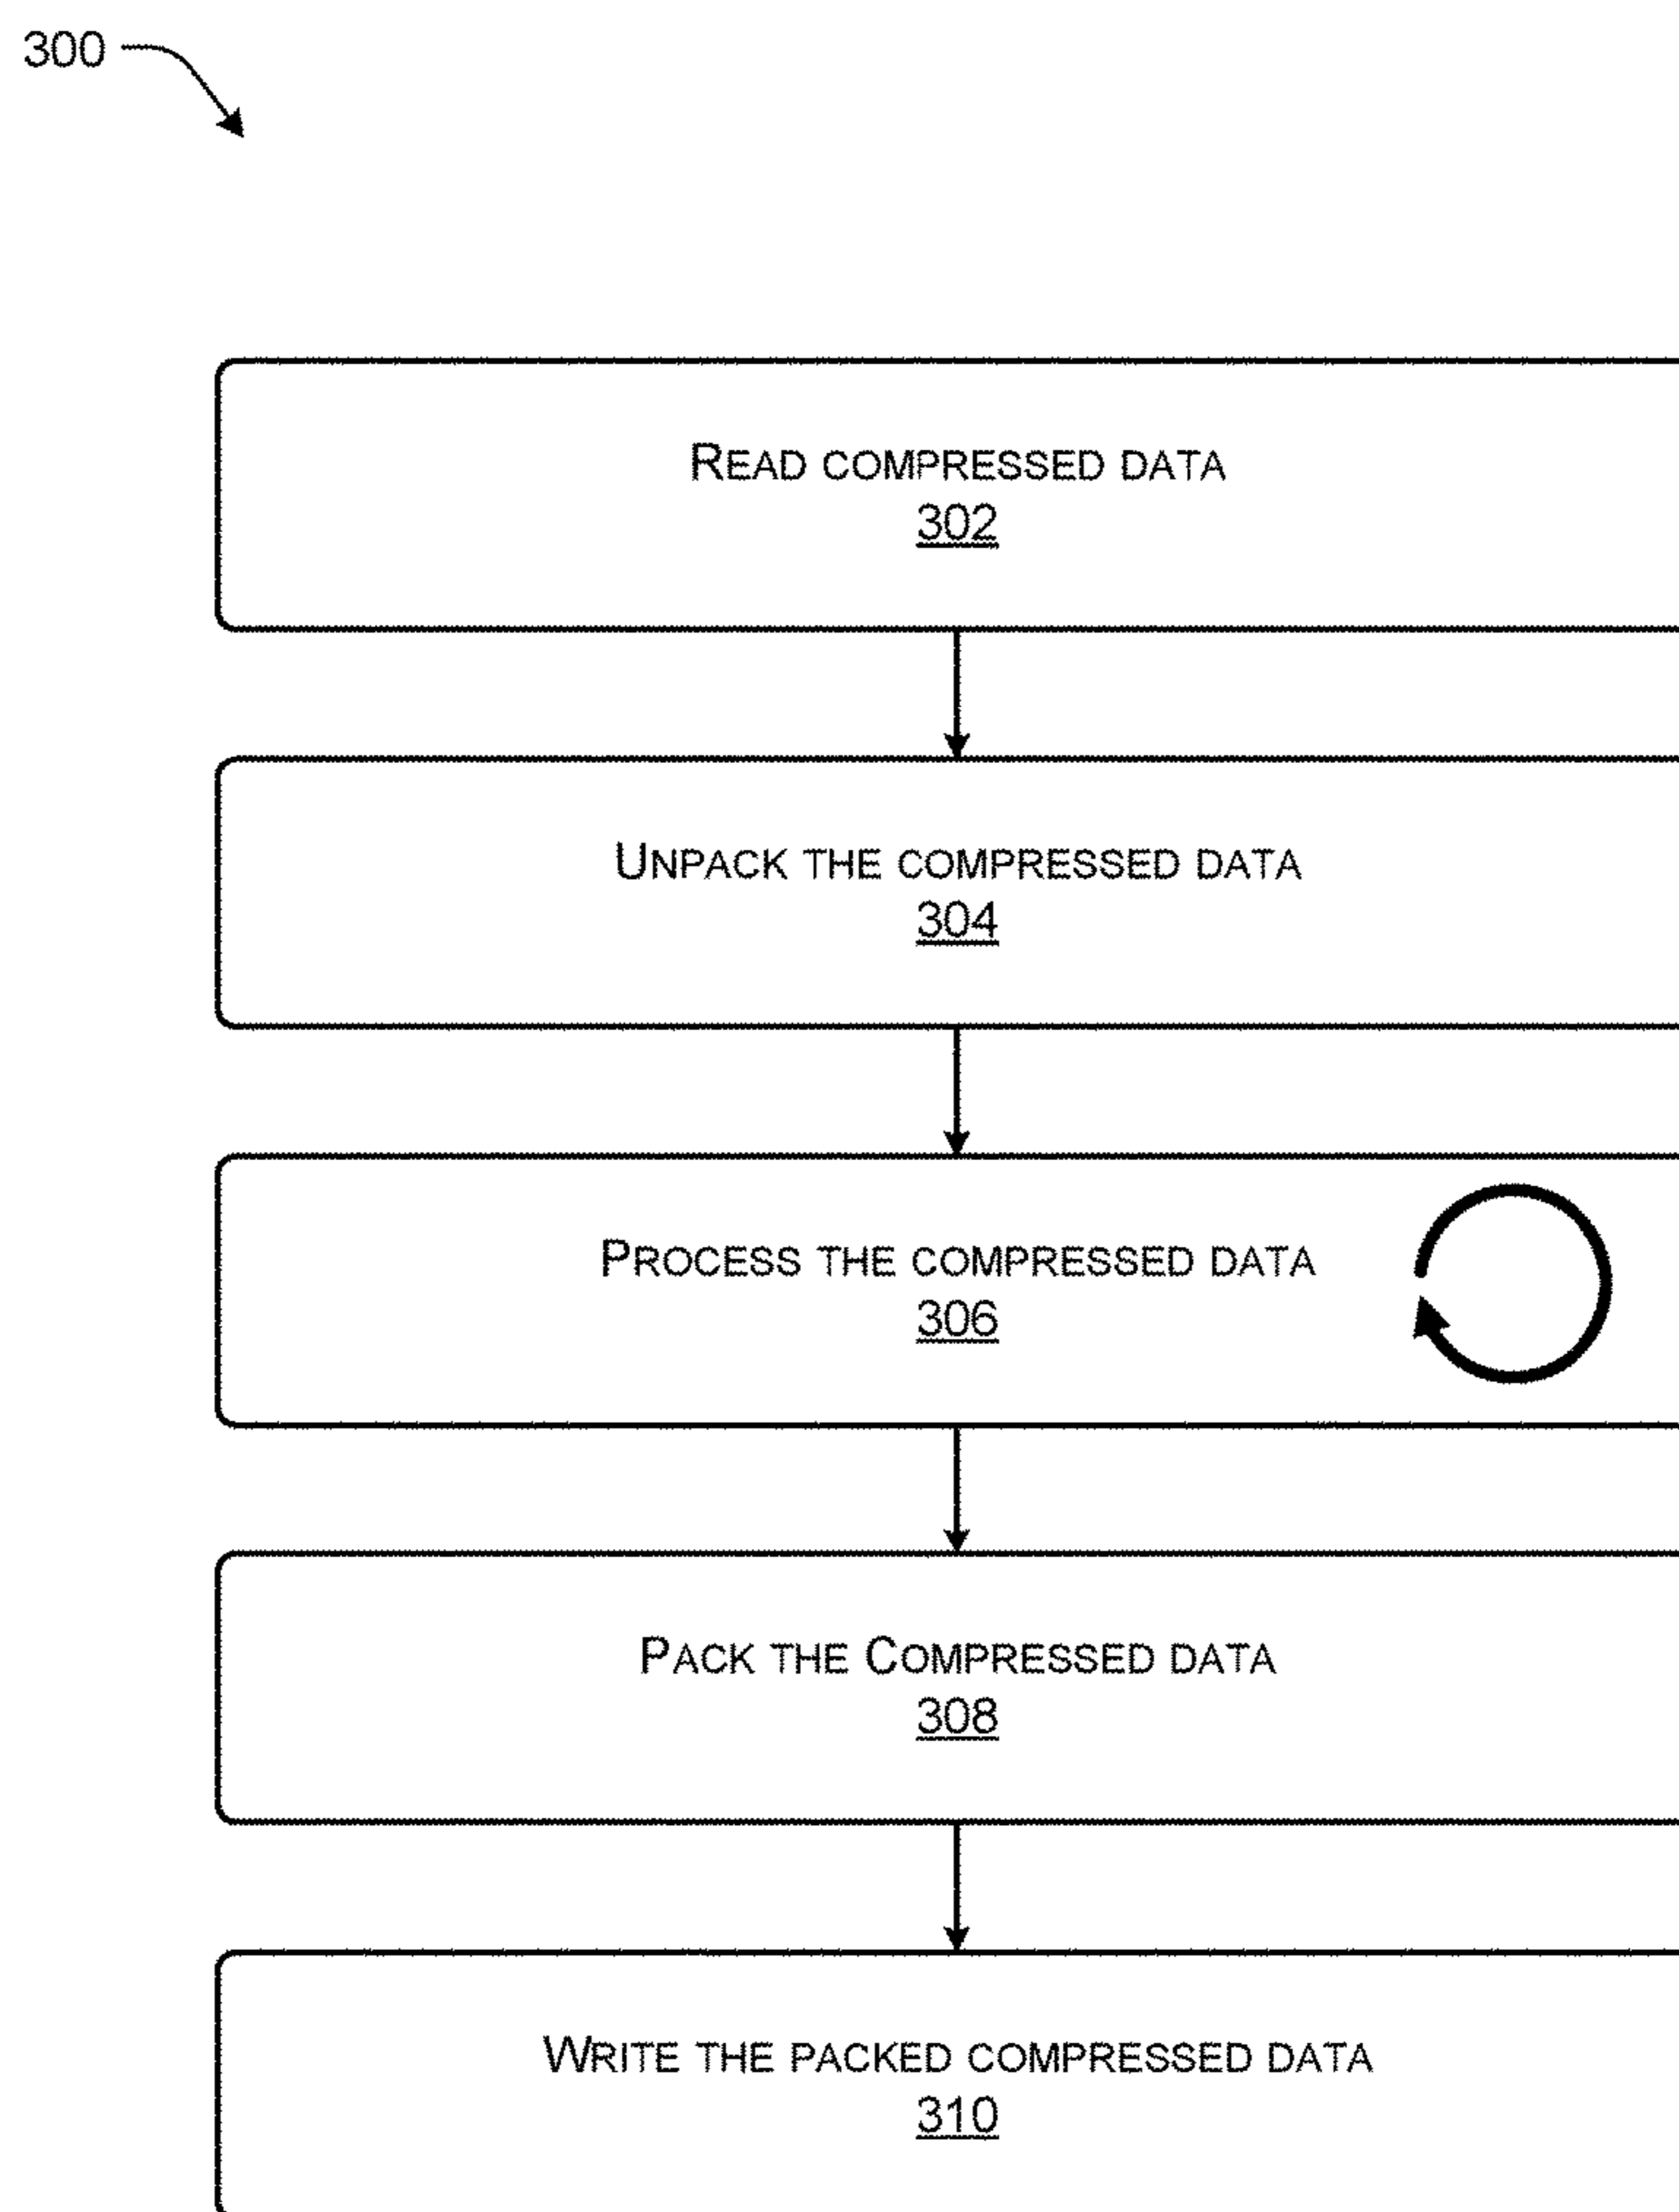 300
READ COMPRESSED DATA
302
UNPACK THE COMPRESSED DATA
304
PROCESS THE COMPRESSED DATA
306
PACK THE COMPRESSED DATA
308
WRITE THE PACKED COMPRESSED DATA
310